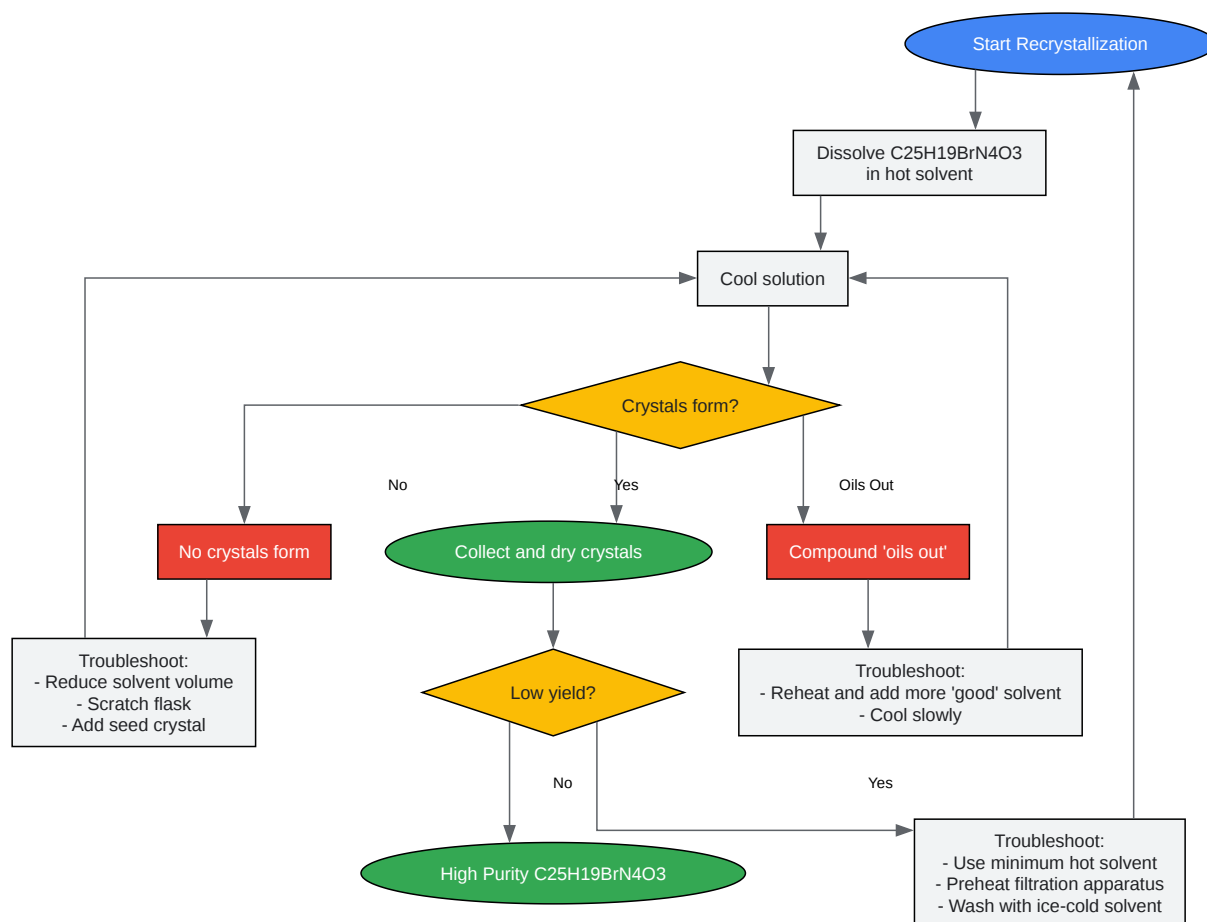 Start Recrystallization
Dissolve C25H19BrN4O3
in hot solvent
Cool solution
Crystals form?
No
Yes
Oils Out
No crystals form
Collect and dry crystals
Compound 'oils out'
Troubleshoot:
- Reduce solvent volume
- Scratch flask
- Add seed crystal
Low yield?
Troubleshoot:
- Reheat and add more 'good' solvent
- Cool slowly
No
Yes
High Purity C25H19BrN4O3
Troubleshoot:
- Use minimum hot solvent
- Preheat filtration apparatus
- Wash with ice-cold solvent